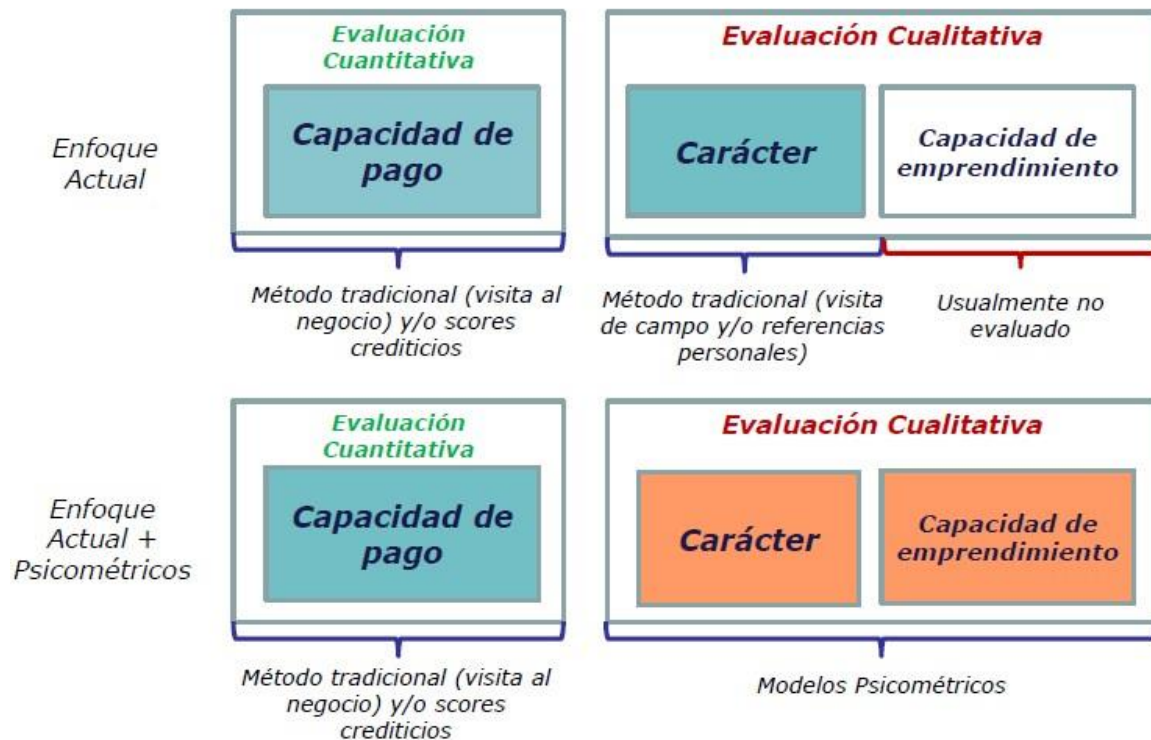 Evaluación
Cuantitativa
Evaluación Cualitativa
Enfoque
Actual
Capacidad de
pago
Carácter
Capacidad de
emprendimiento
Método tradicional (visita al
negocio) y/o scores
crediticios
Método tradicional (visita
de campo y/o referencias
personales)
Usualmente no
evaluado
Evaluación
Cuantitativa
Evaluación Cualitativa
Enfoque
Actual +
Psicométricos
Capacidad de
pago
Carácter
Capacidad de
emprendimiento
Método tradicional (visita al
negocio) y/o scores
crediticios
Modelos Psicométricos